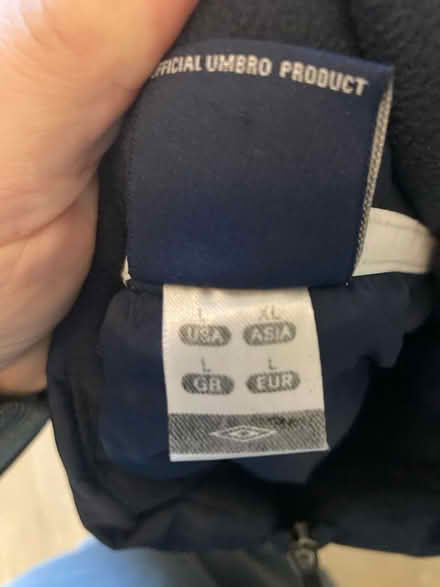 OFFICIAL UMBRO PRODUCT
L XL
USA ASIA
L L
GB EUR